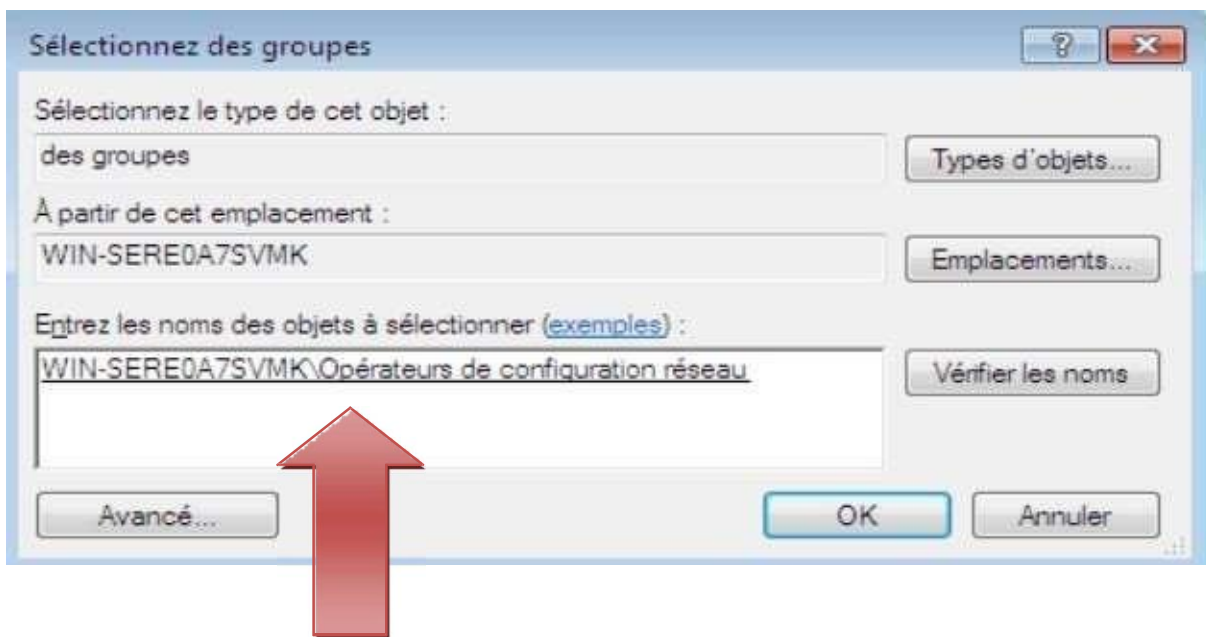 Sélectionnez des groupes
Sélectionnez le type de cet objet :
des groupes
Types d'objets...
À partir de cet emplacement :
WIN-SERE0A7SVMK
Emplacements...
Entrez les noms des objets à sélectionner (exemples) :
WIN-SERE0A7SVMK\Opérateurs de configuration réseau
Vérifier les noms
Avancé...
OK
Annuler